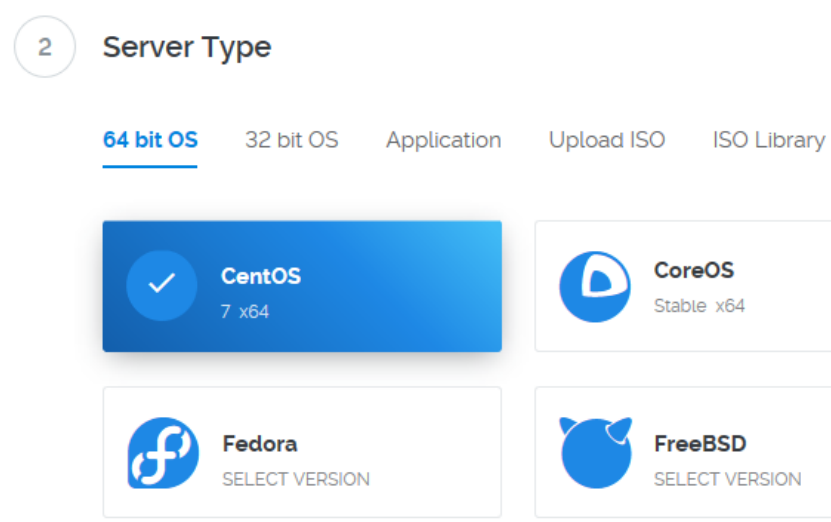 2 Server Type
64 bit OS 32 bit OS Application Upload ISO ISO Library
CentOS
7 x64
CoreOS
Stable x64
Fedora
SELECT VERSION
FreeBSD
SELECT VERSION